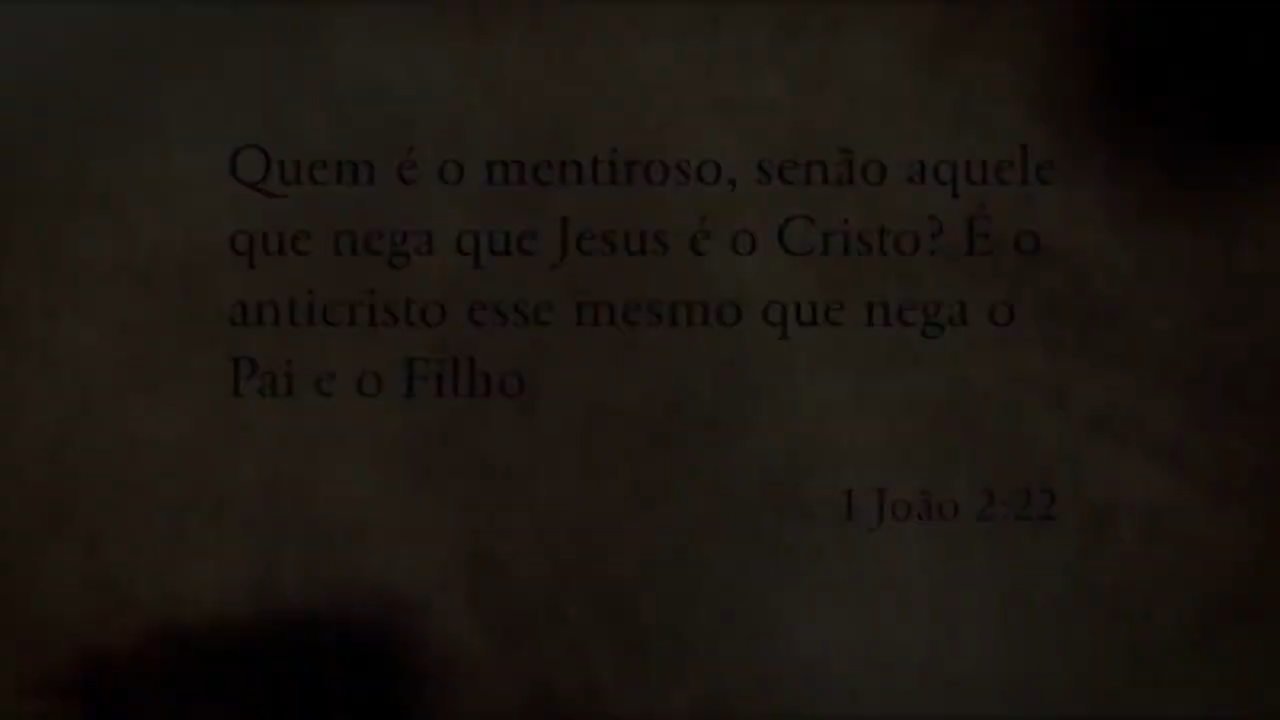 Quem é o mentiroso, senão aquele
que nega que Jesus é o Cristo? É o
anticristo esse mesmo que nega o
Pai e o Filho
1 João 2:22